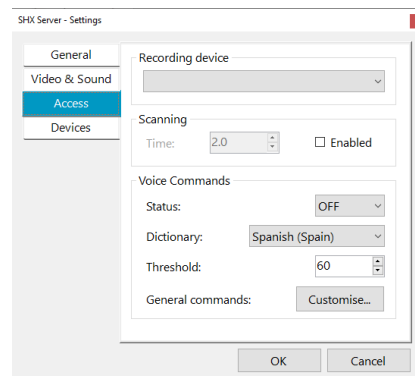 SHX Server - Settings
General
Video & Sound
Access
Devices
Recording device
Scanning
Time: 2.0 Enabled
Voice Commands
Status: OFF
Dictionary: Spanish (Spain)
Threshold: 60
General commands: Customise...
OK Cancel